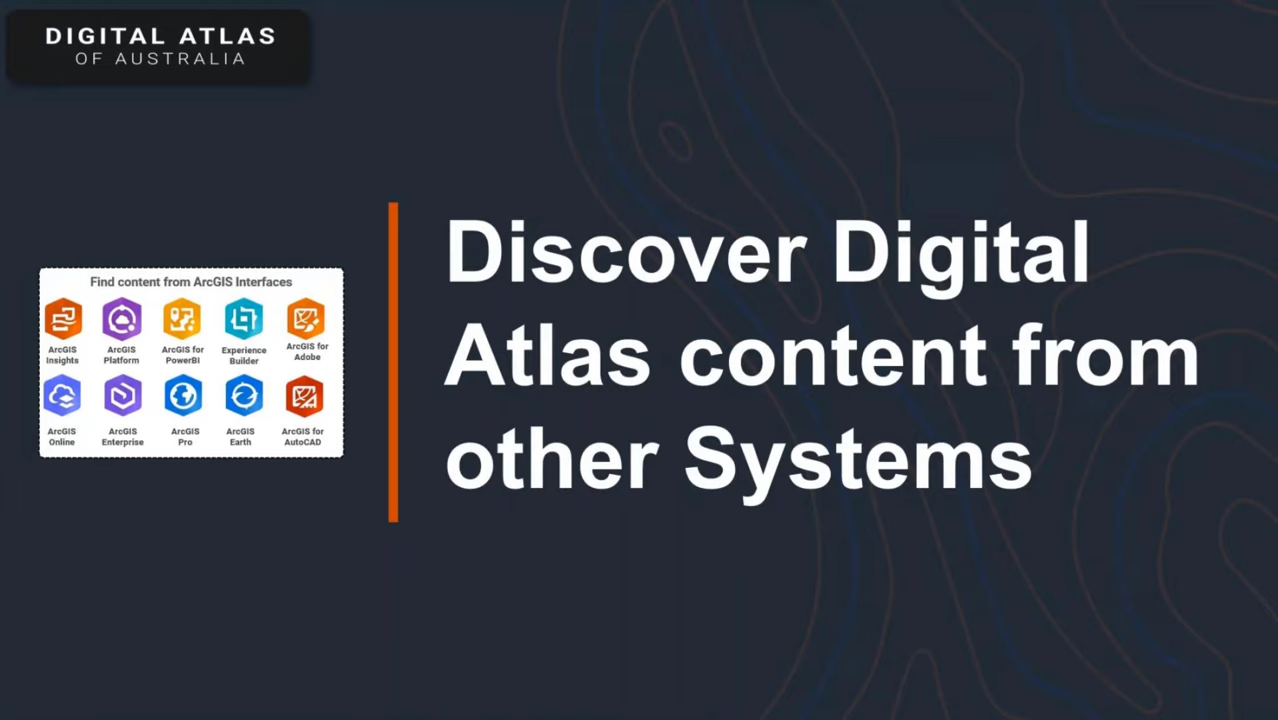 DIGITAL ATLAS
OF AUSTRALIA
Find content from ArcGIS Interfaces
ArcGIS
Insights
ArcGIS
Platform
ArcGIS for
PowerBI
Experience
Builder
ArcGIS for
Adobe
ArcGIS
Online
ArcGIS
Enterprise
ArcGIS
Pro
ArcGIS
Earth
ArcGIS for
AutoCAD
Discover Digital
Atlas content from
other Systems